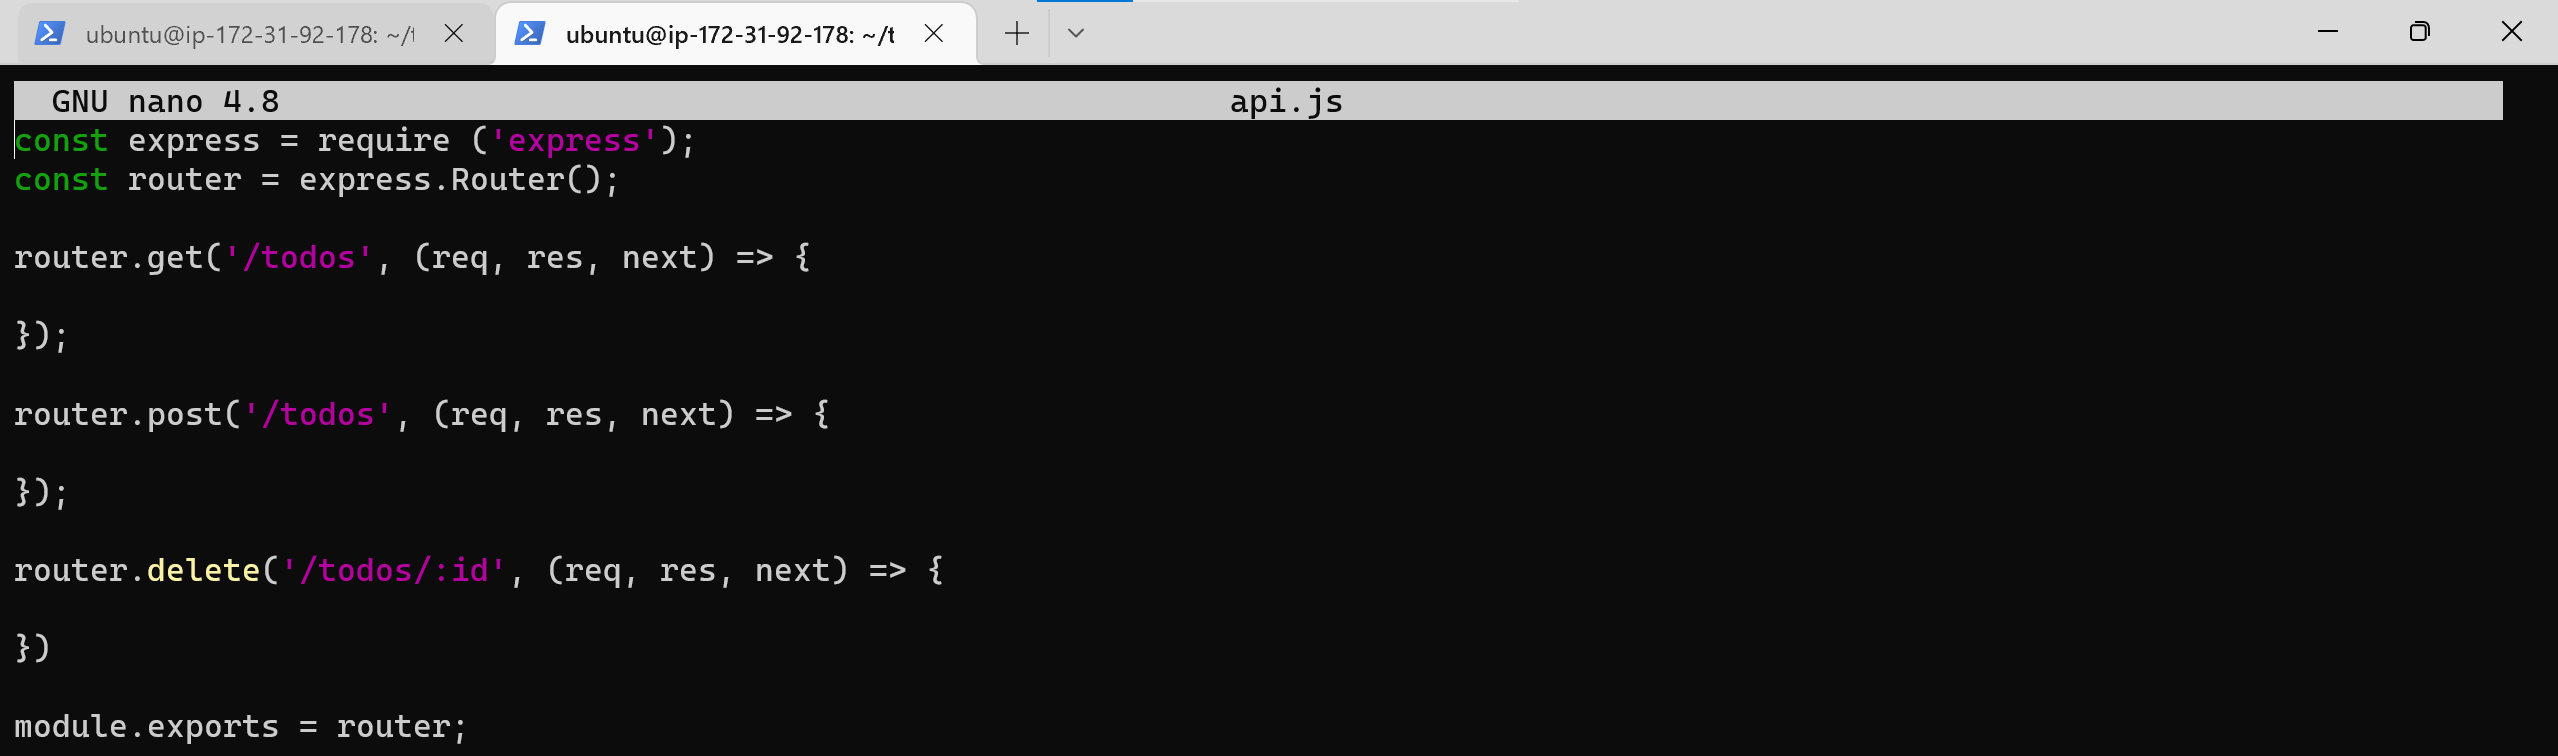 ubuntu@ip-172-31-92-178: ~/t
ubuntu@ip-172-31-92-178: ~/t
GNU nano 4.8 api.js
const express = require ('express');
const router = express.Router();
router.get('/todos', (req, res, next) => {
});
router.post('/todos', (req, res, next) => {
});
router.delete('/todos/:id', (req, res, next) => {
})
module.exports = router;